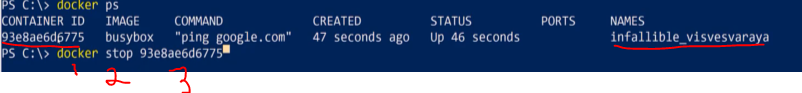 PS C:\> docker ps
CONTAINER ID IMAGE COMMAND CREATED STATUS PORTS NAMES
93e8ae6d6775 busybox "ping google.com" 47 seconds ago Up 46 seconds infallible_visvesvaraya
PS C:\> docker stop 93e8ae6d6775
1 2 3